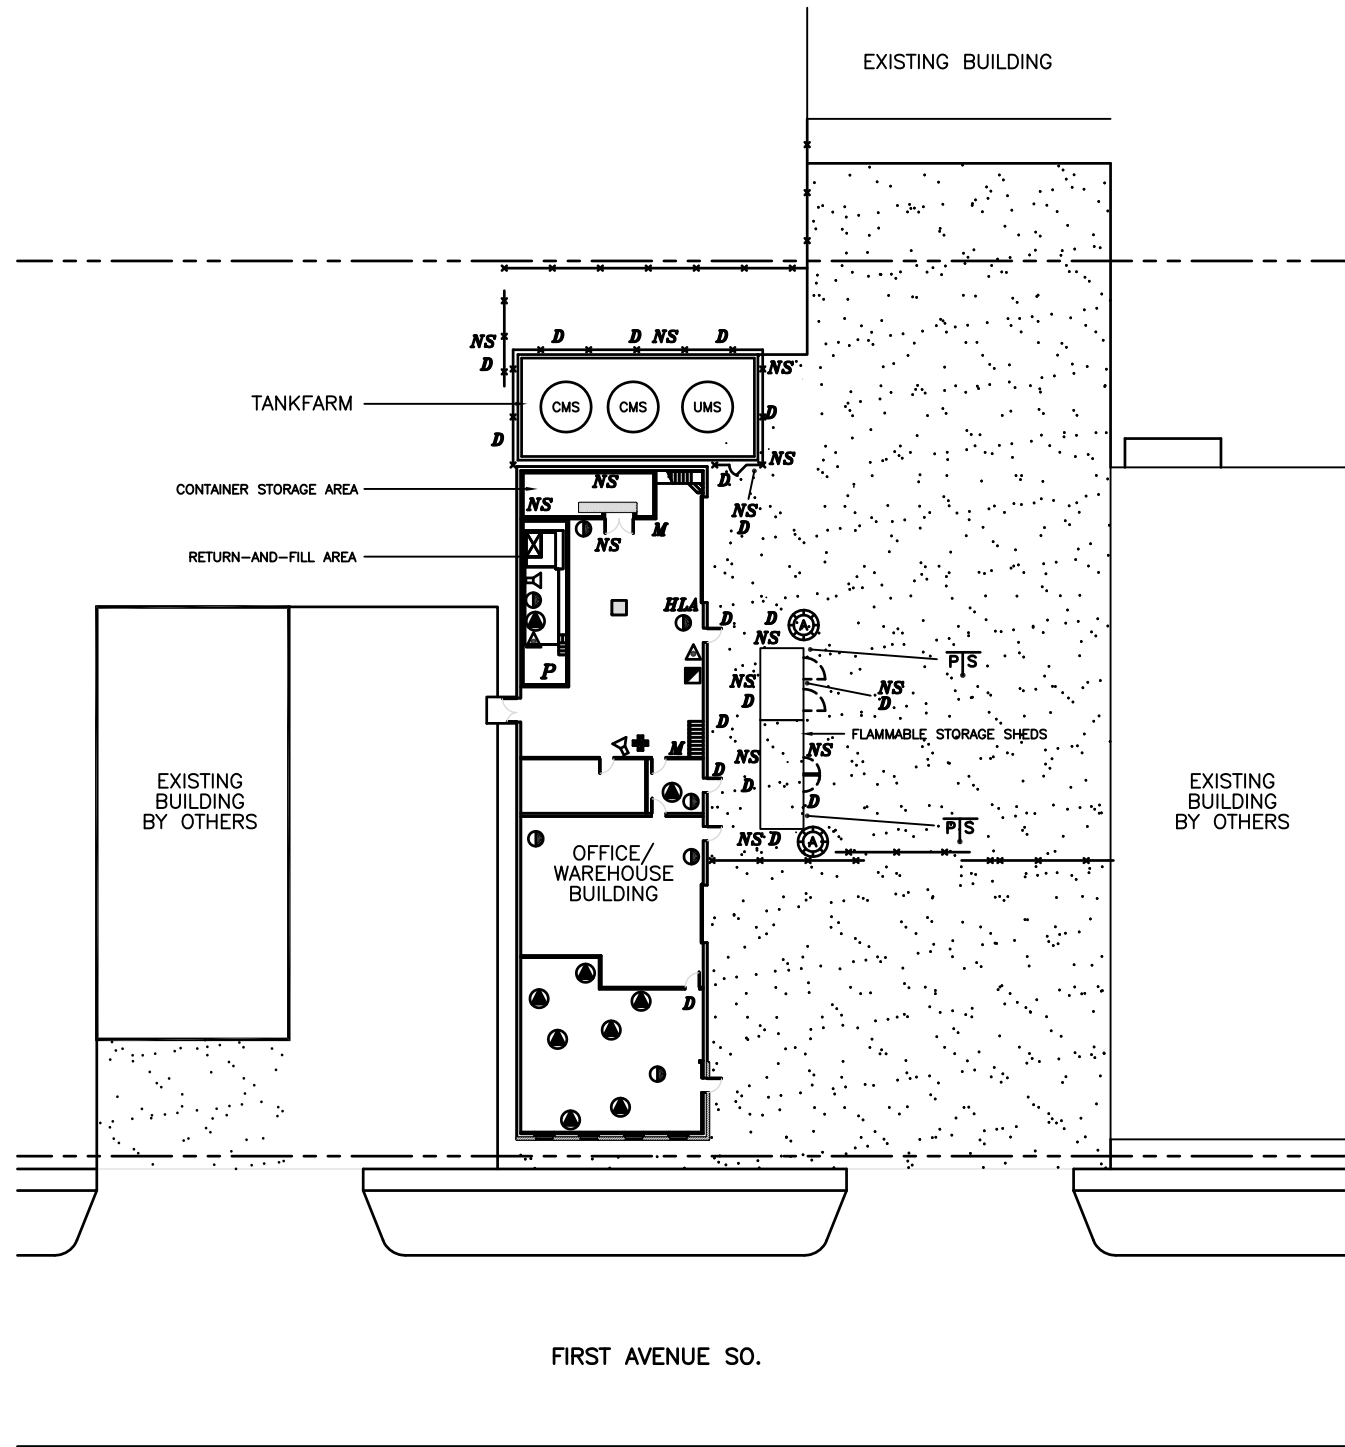 EXISTING BUILDING
NS D D NS D
D NS
TANKFARM
CMS CMS UMS
D
D
NS
CONTAINER STORAGE AREA
NS
D
NS
NS
D
M
NS
RETURN-AND-FILL AREA
HLA
D
D
A
NS
P S
P
NS
NS
D
D
D
FLAMMABLE STORAGE SHEDS
M
NS
NS
D
D
D
EXISTING
BUILDING
BY OTHERS
EXISTING
BUILDING
BY OTHERS
P S
NS D
A
OFFICE/
WAREHOUSE
BUILDING
D
FIRST AVENUE SO.